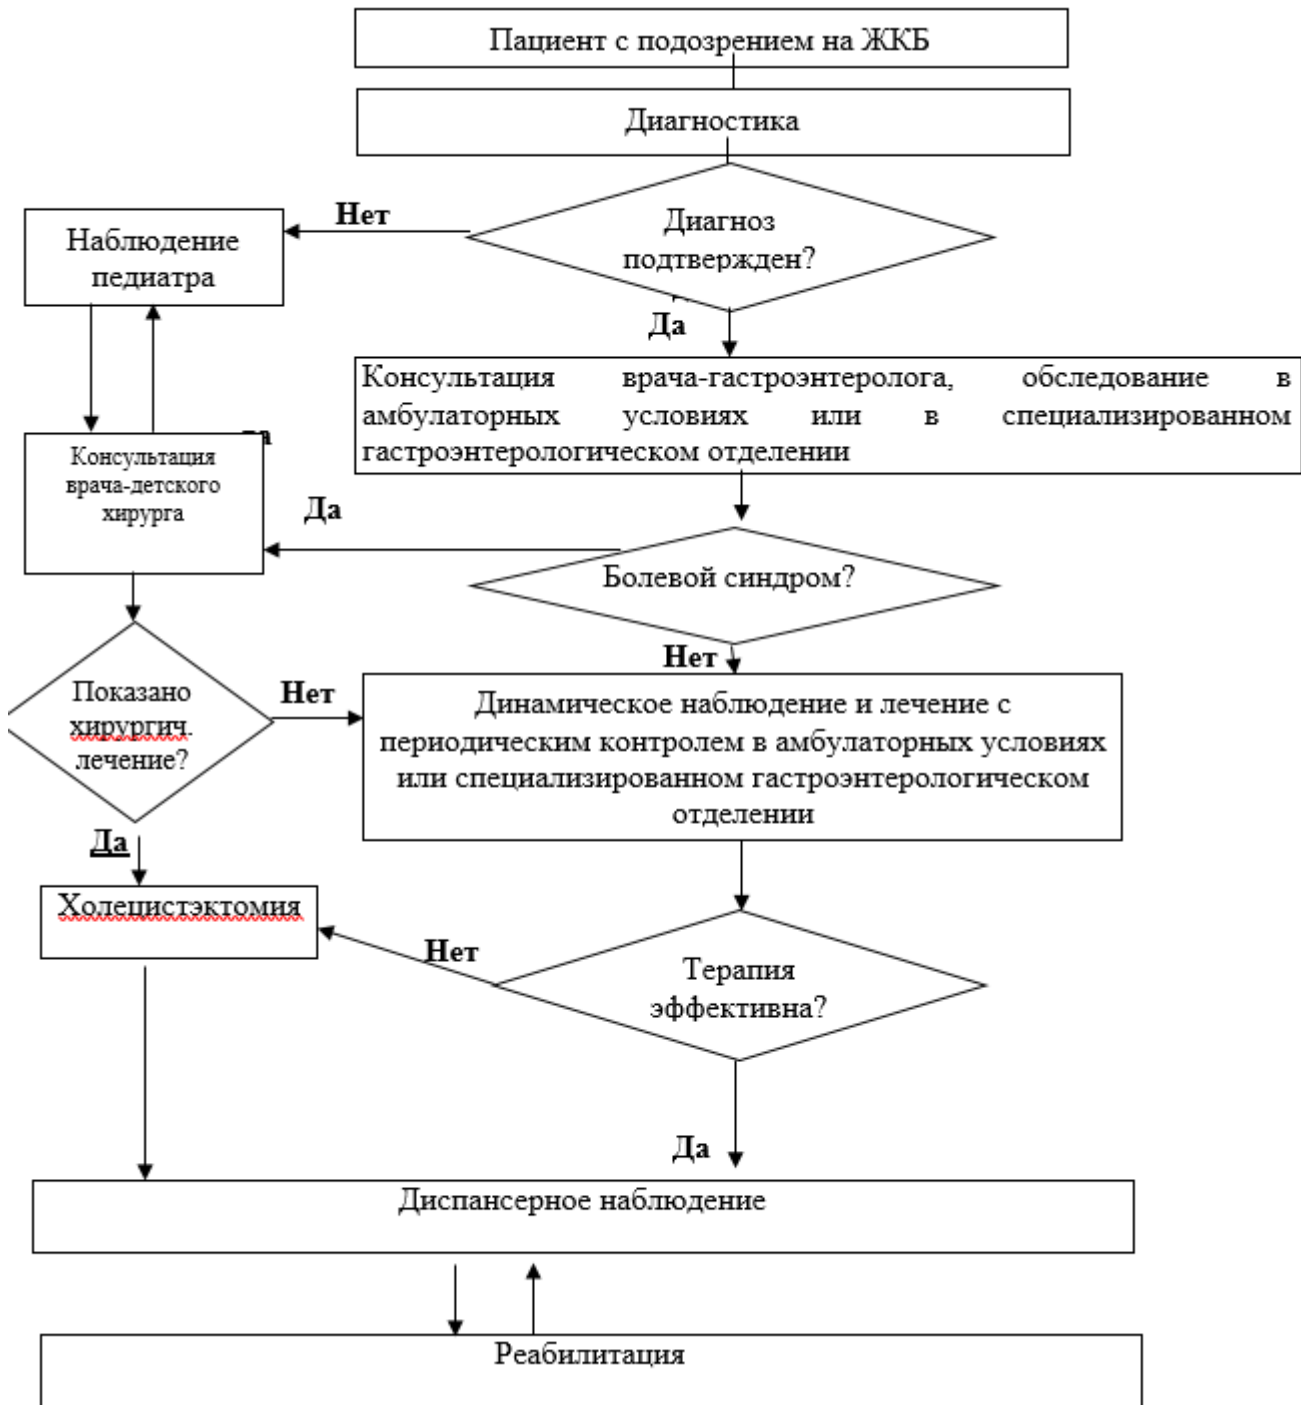 Пациент с подозрением на ЖКБ
Диагностика
Диагноз
подтвержден?
Нет
Наблюдение
педиатра
Да
Консультация врача-гастроэнтеролога, обследование в
амбулаторных условиях или в специализированном
гастроэнтерологическом отделении
Консультация
врача-детского
хирурга
Да
Болевой синдром?
Нет
Показано
хирургич.
лечение?
Нет
Динамическое наблюдение и лечение с
периодическим контролем в амбулаторных условиях
или специализированном гастроэнтерологическом
отделении
Да
Холецистэктомия
Нет
Терапия
эффективна?
Да
Диспансерное наблюдение
Реабилитация